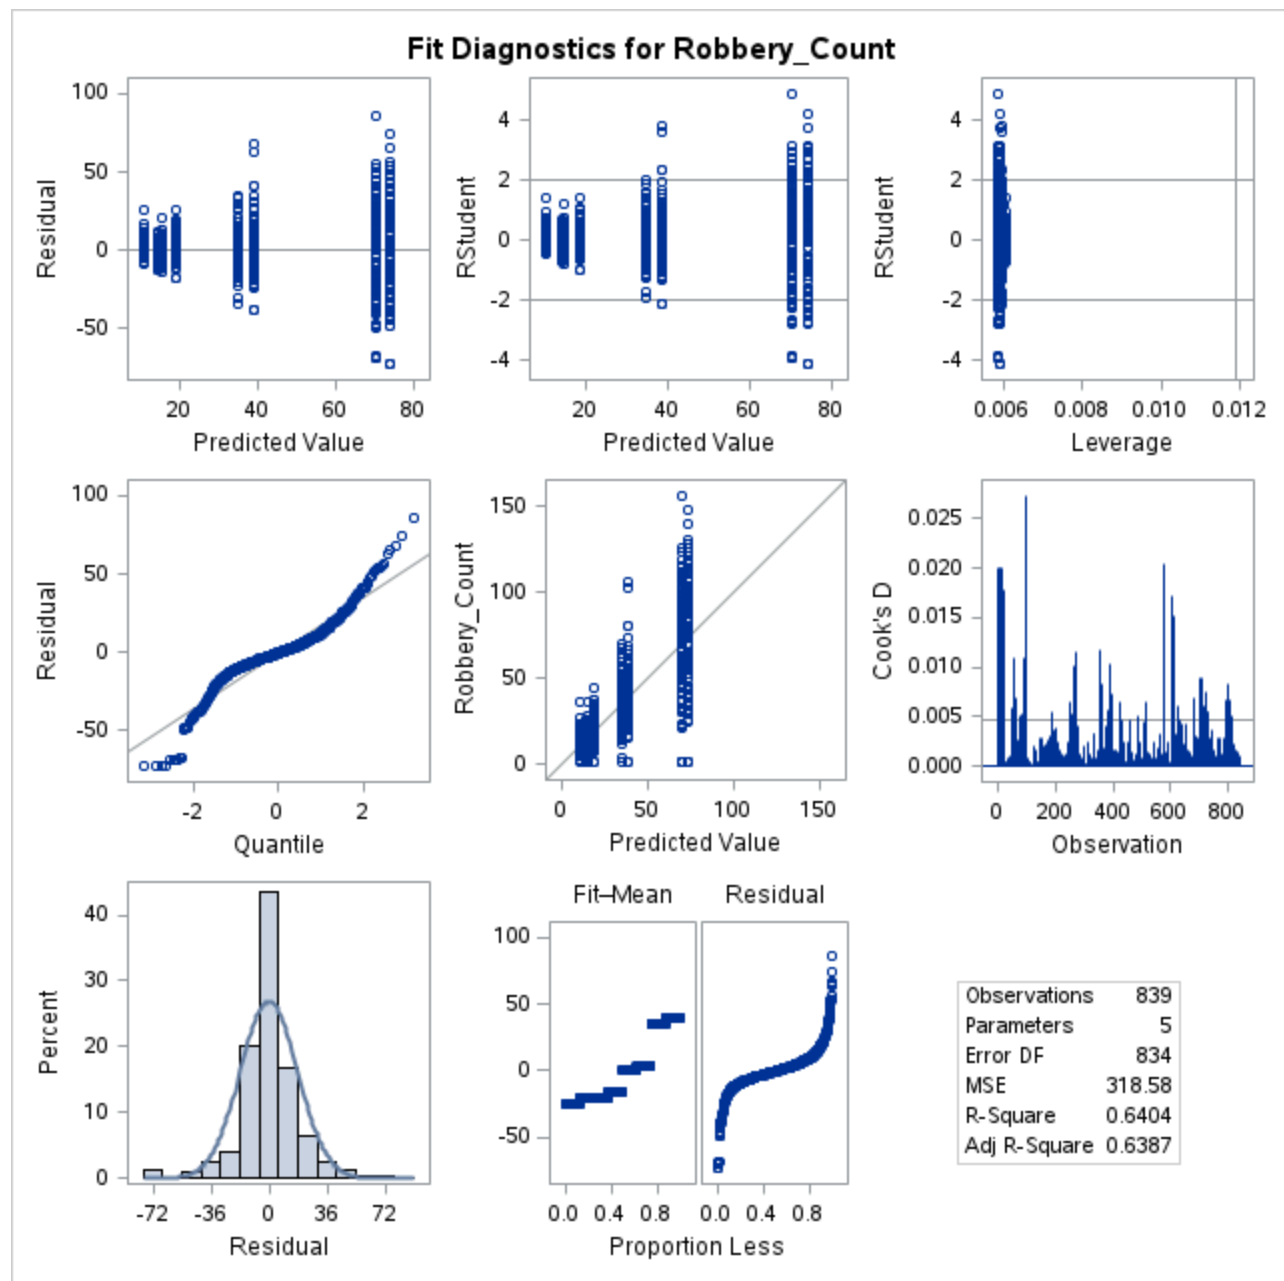 Fit Diagnostics for Robbery_Count
100
50
0
-50
Residual
20 40 60 80
Predicted Value
4
2
0
-2
-4
RStudent
20 40 60 80
Predicted Value
4
2
0
-2
-4
RStudent
0.006 0.008 0.010 0.012
Leverage
100
50
0
-50
Residual
-2 0 2
Quantile
150
100
50
0
Robbery_Count
0 50 100 150
Predicted Value
0.025
0.020
0.015
0.010
0.005
0.000
Cook's D
0 200 400 600 800
Observation
40
30
20
10
0
Percent
-72 -36 0 36 72
Residual
Fit–Mean Residual
100
50
0
-50
0.0 0.4 0.8 0.0 0.4 0.8
Proportion Less
Observations 839
Parameters 5
Error DF 834
MSE 318.58
R-Square 0.6404
Adj R-Square 0.6387